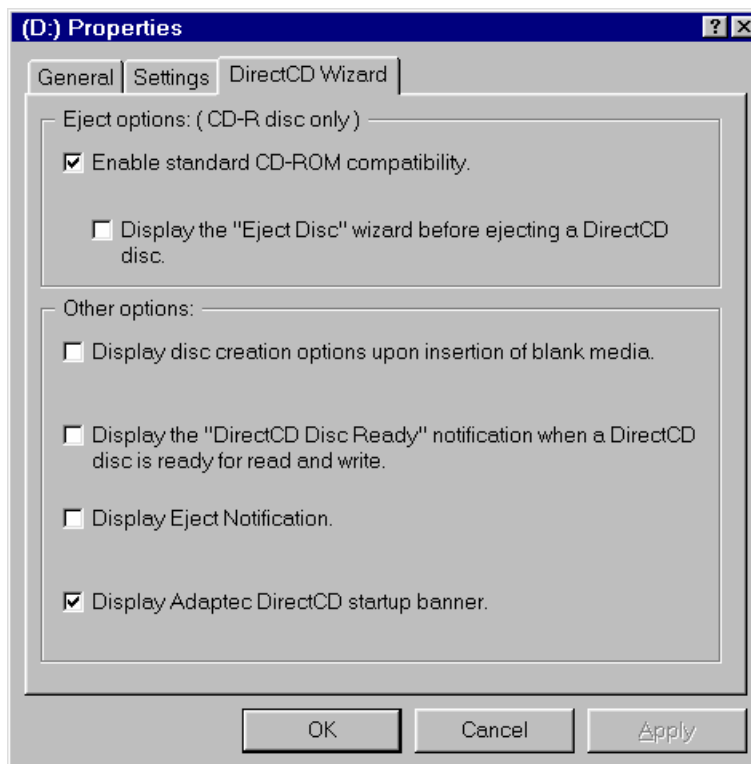 (D:) Properties
General Settings DirectCD Wizard
Eject options: ( CD-R disc only )
Enable standard CD-ROM compatibility.
Display the "Eject Disc" wizard before ejecting a DirectCD
disc.
Other options:
Display disc creation options upon insertion of blank media.
Display the "DirectCD Disc Ready" notification when a DirectCD
disc is ready for read and write.
Display Eject Notification.
Display Adaptec DirectCD startup banner.
OK Cancel Apply